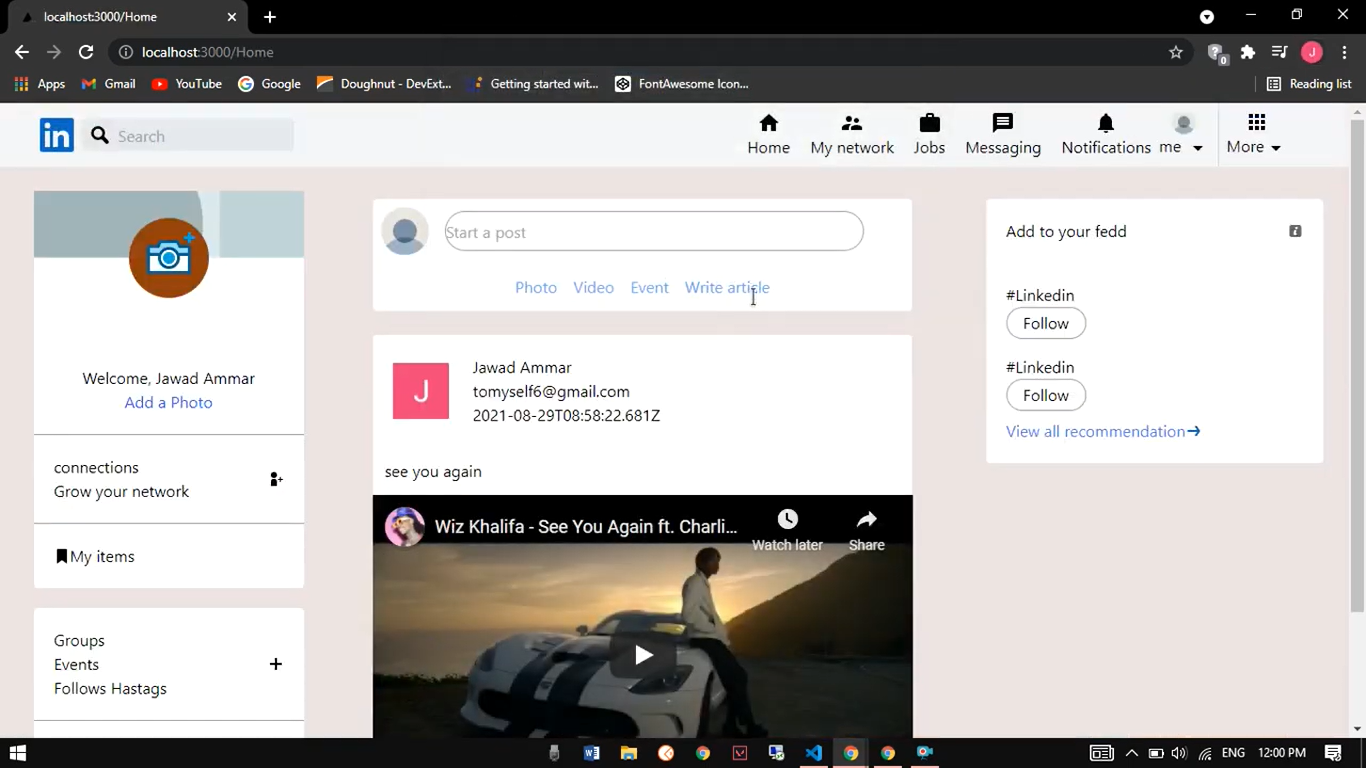 localhost:3000/Home
localhost:3000/Home
0
J
Apps
Gmail
YouTube
Google
Doughnut - DevExt...
Getting started wit...
FontAwesome Icon...
Reading list
in
Search
Home
My network
Jobs
Messaging
Notifications
me
More
Welcome, Jawad Ammar
Add a Photo
connections
Grow your network
My items
Groups
Events
Follows Hastags
Start a post
Photo
Video
Event
Write article
J
Jawad Ammar
tomyself6@gmail.com
2021-08-29T08:58:22.681Z
see you again
Wiz Khalifa - See You Again ft. Charli...
Watch later
Share
Add to your fedd
#Linkedin
Follow
#Linkedin
Follow
View all recommendation
ENG
12:00 PM